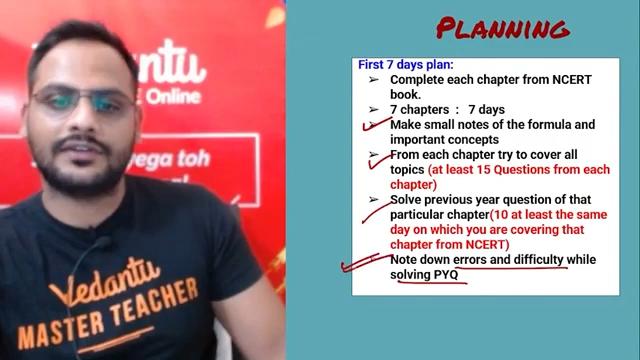 PLANNING
First 7 days plan:
➢ Complete each chapter from NCERT
book.
➢ 7 chapters : 7 days
➢ Make small notes of the formula and
important concepts
➢ From each chapter try to cover all
topics (at least 15 Questions from each
chapter)
➢ Solve previous year question of that
particular chapter(10 at least the same
day on which you are covering that
chapter from NCERT)
➢ Note down errors and difficulty while
solving PYQ
Online
toh
Vedantu
MASTER TEACHER